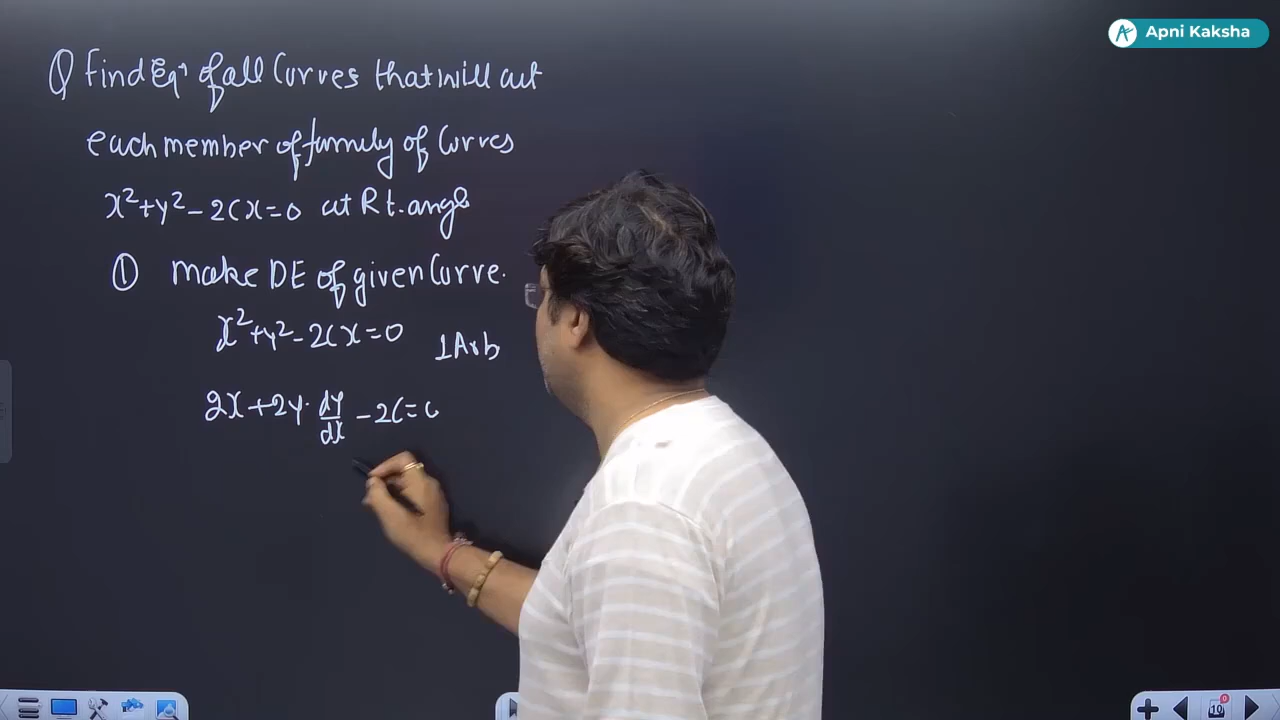 Apni Kaksha
Q Find Eqn of all Curves that will cut
each member of family of Curves
x²+y²-2Cx=0 at Rt. angle
① Make DE of given Curve.
x²+y²-2Cx=0
1Arb
2x+2y. dy/dx -2C=0
10